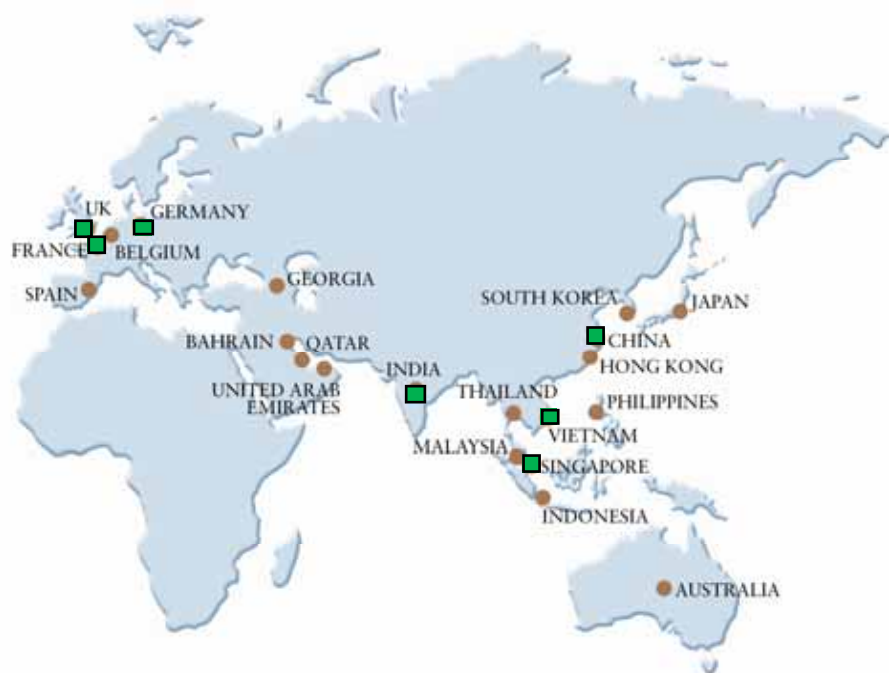 UK
GERMANY
FRANCE
BELGIUM
SPAIN
GEORGIA
SOUTH KOREA
JAPAN
BAHRAIN
QATAR
CHINA
HONG KONG
INDIA
UNITED ARAB
EMIRATES
THAILAND
PHILIPPINES
VIETNAM
MALAYSIA
SINGAPORE
INDONESIA
AUSTRALIA